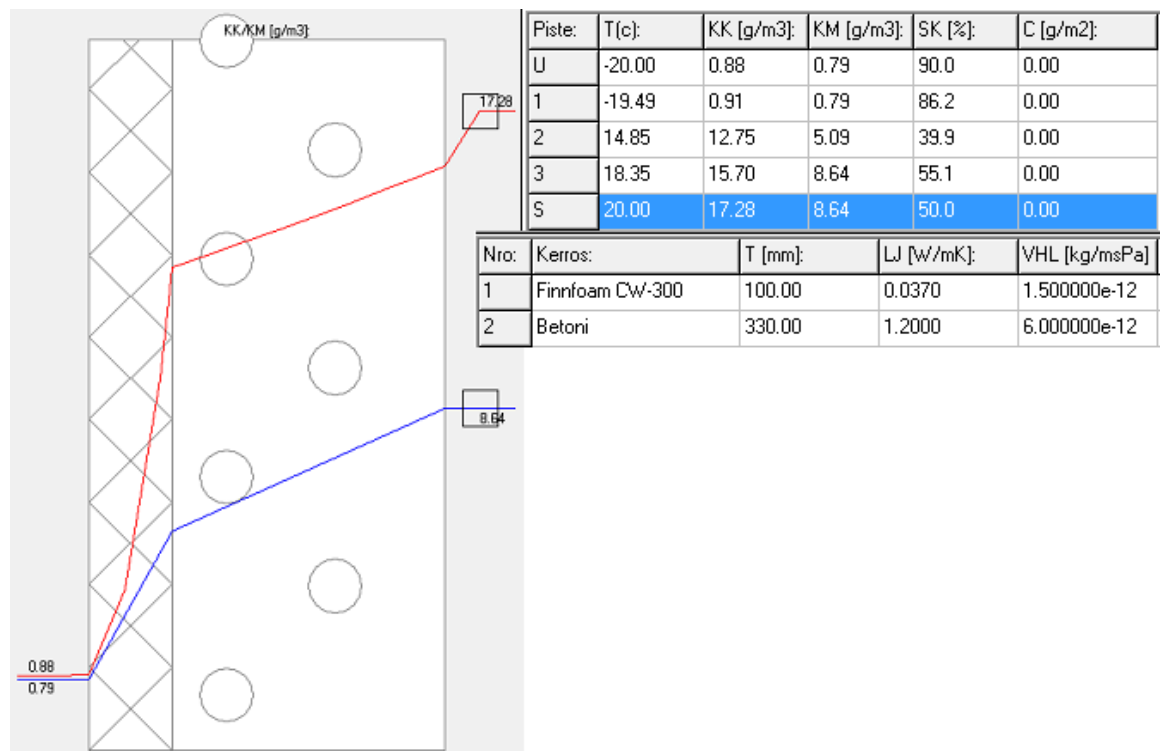 KK/KM [g/m3]:
17.28
8.64
0.88
0.79
Piste: T(c): KK [g/m3]: KM [g/m3]: SK [%]: C [g/m2]:
U -20.00 0.88 0.79 90.0 0.00
1 -19.49 0.91 0.79 86.2 0.00
2 14.85 12.75 5.09 39.9 0.00
3 18.35 15.70 8.64 55.1 0.00
S 20.00 17.28 8.64 50.0 0.00
Nro: Kerros: T [mm]: LJ [W/mK]: VHL [kg/msPa]
1 Finnfoam CW-300 100.00 0.0370 1.500000e-12
2 Betoni 330.00 1.2000 6.000000e-12